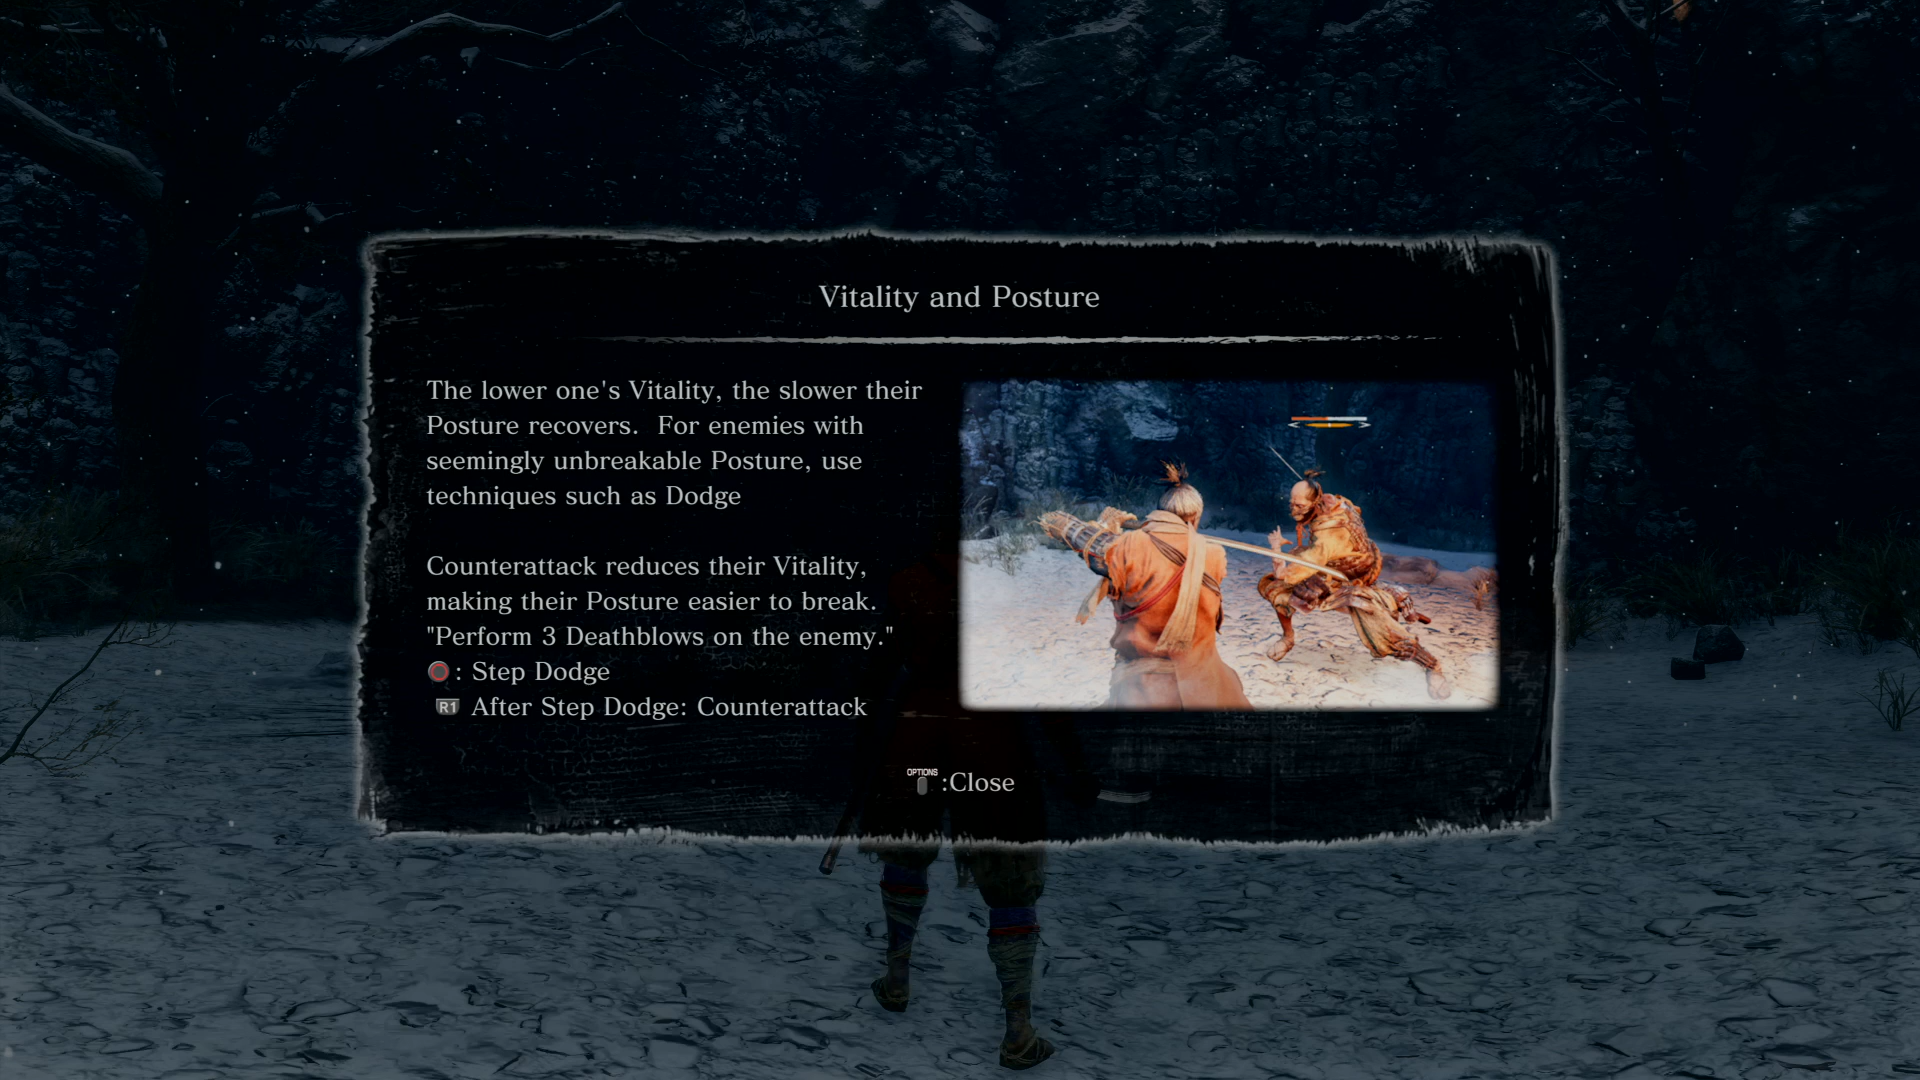 Vitality and Posture
The lower one's Vitality, the slower their
Posture recovers.  For enemies with
seemingly unbreakable Posture, use
techniques such as Dodge
Counterattack reduces their Vitality,
making their Posture easier to break.
"Perform 3 Deathblows on the enemy."
: Step Dodge
R1 After Step Dodge: Counterattack
OPTIONS :Close